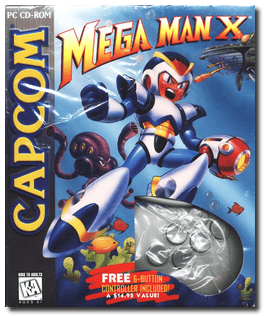 PC CD-ROM
MEGA MAN X
CAPCOM
FREE 6-BUTTON
CONTROLLER INCLUDED!
A $14.95 VALUE!
KIDS TO ADULTS
K-A
AGES 6+